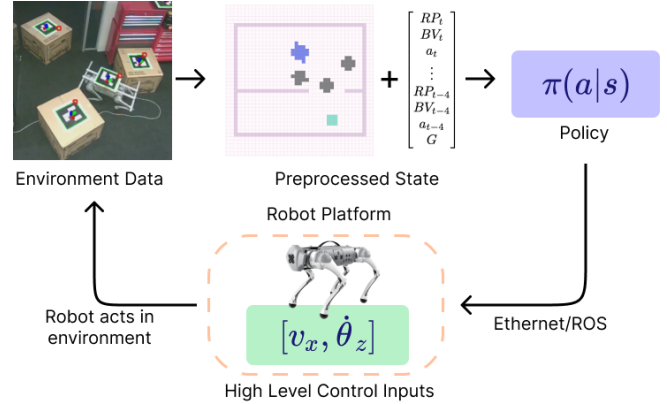 RP_t
BV_t
a_t
⋮
RP_{t-4}
BV_{t-4}
a_{t-4}
G
+
π(a|s)
Policy
Environment Data
Preprocessed State
Robot Platform
Robot acts in
environment
[v_x, θ̇_z]
Ethernet/ROS
High Level Control Inputs